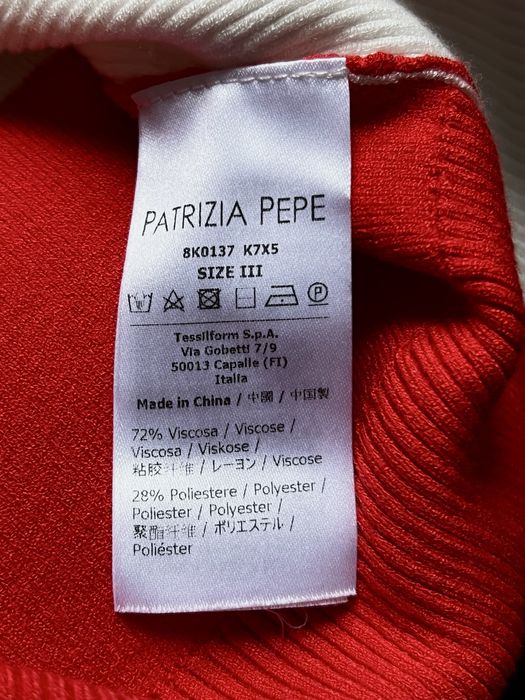 PATRIZIA PEPE
8K0137 K7X5
SIZE III
Tessilform S.p.A.
Via Gobetti 7/9
50013 Capalle (FI)
Italia
Made in China / 中國 / 中国製
72% Viscosa / Viscose /
Viscosa / Viskose /
粘胶纤维 / レーヨン / Viscose
28% Poliestere / Polyester /
Poliester / Polyester /
聚酯纤维 / ポリエステル /
Poliéster